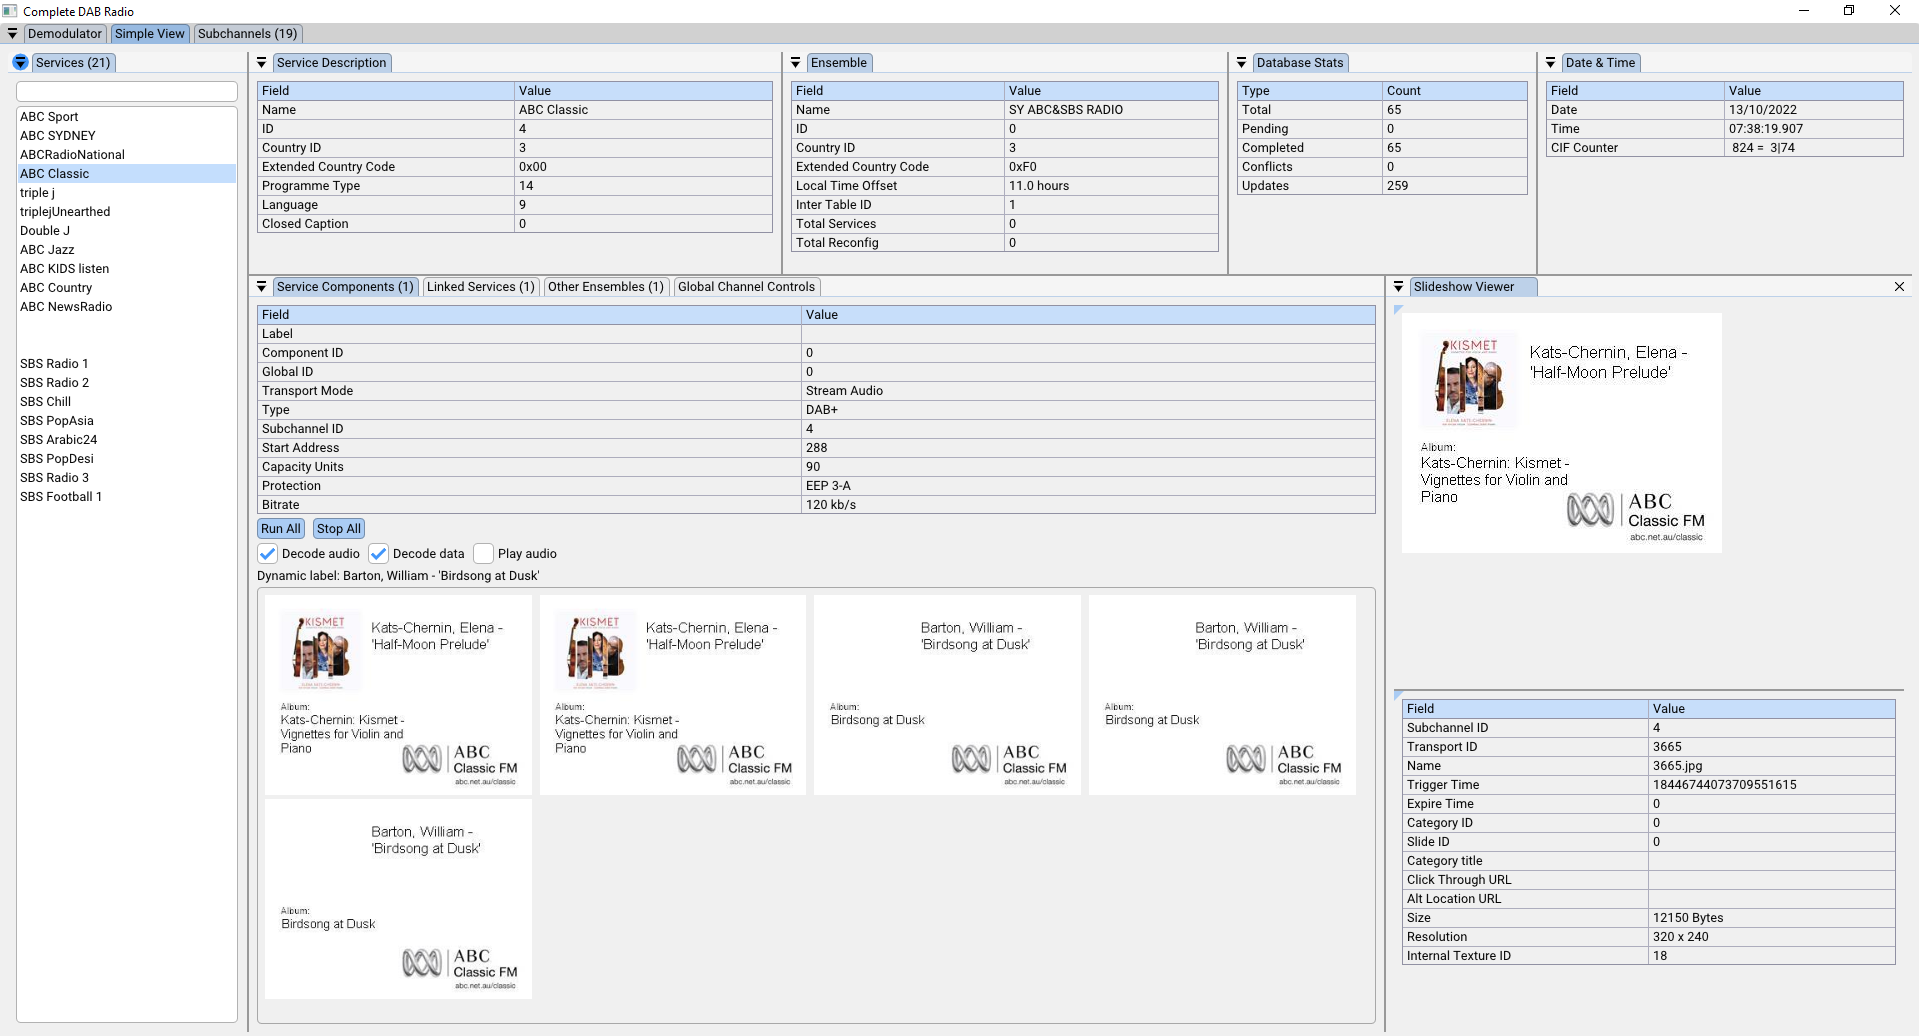 Complete DAB Radio
Demodulator Simple View Subchannels (19)
Services (21)
ABC Sport
ABC SYDNEY
ABCRadioNational
ABC Classic
triple j
triplejUnearthed
Double J
ABC Jazz
ABC KIDS listen
ABC Country
ABC NewsRadio
SBS Radio 1
SBS Radio 2
SBS Chill
SBS PopAsia
SBS Arabic24
SBS PopDesi
SBS Radio 3
SBS Football 1
Service Description
Field Value
Name ABC Classic
ID 4
Country ID 3
Extended Country Code 0x00
Programme Type 14
Language 9
Closed Caption 0
Ensemble
Field Value
Name SY ABC&SBS RADIO
ID 0
Country ID 3
Extended Country Code 0xF0
Local Time Offset 11.0 hours
Inter Table ID 1
Total Services 0
Total Reconfig 0
Database Stats
Type Count
Total 65
Pending 0
Completed 65
Conflicts 0
Updates 259
Date & Time
Field Value
Date 13/10/2022
Time 07:38:19.907
CIF Counter 824 = 3|74
Service Components (1) Linked Services (1) Other Ensembles (1) Global Channel Controls
Field Value
Label
Component ID 0
Global ID 0
Transport Mode Stream Audio
Type DAB+
Subchannel ID 4
Start Address 288
Capacity Units 90
Protection EEP 3-A
Bitrate 120 kb/s
Run All Stop All
Decode audio Decode data Play audio
Dynamic label: Barton, William - 'Birdsong at Dusk'
KISMET
Kats-Chernin, Elena -
'Half-Moon Prelude'
Album:
Kats-Chernin: Kismet -
Vignettes for Violin and
Piano
ABC
Classic FM
abc.net.au/classic
KISMET
Kats-Chernin, Elena -
'Half-Moon Prelude'
Album:
Kats-Chernin: Kismet -
Vignettes for Violin and
Piano
ABC
Classic FM
abc.net.au/classic
Barton, William -
'Birdsong at Dusk'
Album:
Birdsong at Dusk
ABC
Classic FM
abc.net.au/classic
Barton, William -
'Birdsong at Dusk'
Album:
Birdsong at Dusk
ABC
Classic FM
abc.net.au/classic
Barton, William -
'Birdsong at Dusk'
Album:
Birdsong at Dusk
ABC
Classic FM
abc.net.au/classic
Slideshow Viewer
KISMET
Kats-Chernin, Elena -
'Half-Moon Prelude'
Album:
Kats-Chernin: Kismet -
Vignettes for Violin and
Piano
ABC
Classic FM
abc.net.au/classic
Field Value
Subchannel ID 4
Transport ID 3665
Name 3665.jpg
Trigger Time 18446744073709551615
Expire Time 0
Category ID 0
Slide ID 0
Category title
Click Through URL
Alt Location URL
Size 12150 Bytes
Resolution 320 x 240
Internal Texture ID 18